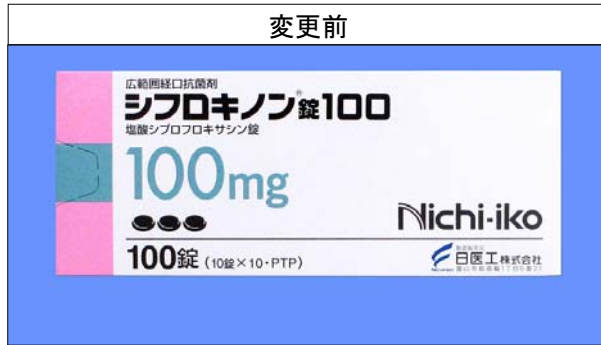 変更前
広範囲経口抗菌剤
シフロキノン®錠100
塩酸シプロフロキサシン錠
100mg
Nichi-iko
100錠 (10錠×10・PTP)
日医工株式会社